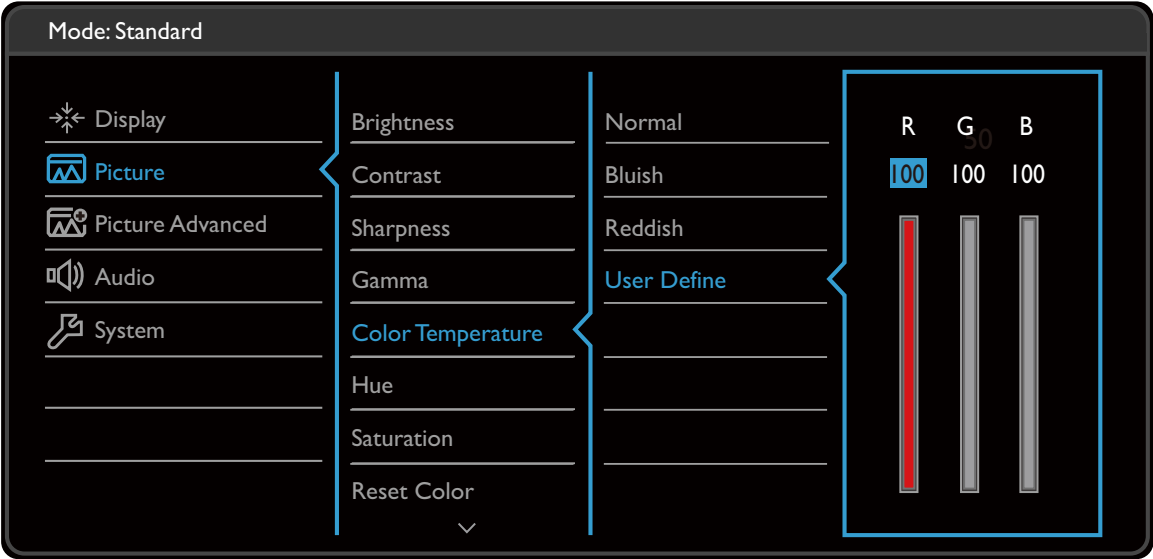 Mode: Standard
Display
Picture
Picture Advanced
Audio
System
Brightness
Contrast
Sharpness
Gamma
Color Temperature
Hue
Saturation
Reset Color
Normal
Bluish
Reddish
User Define
R G B
50
100 100 100